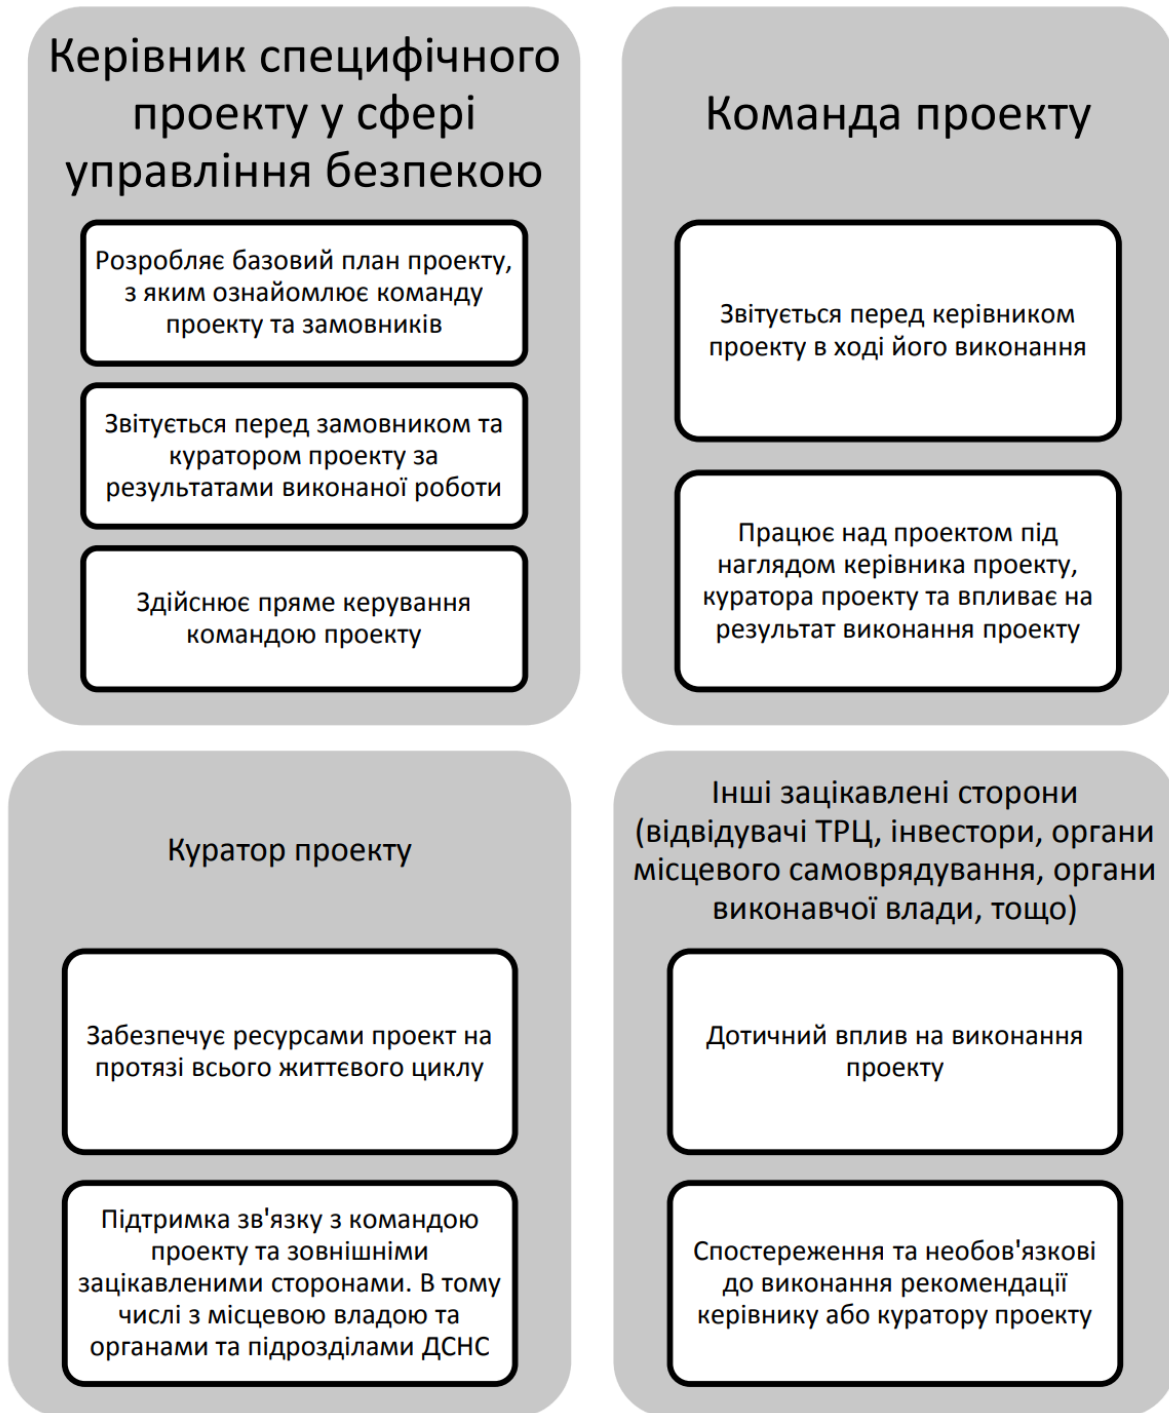 Керівник специфічного
проекту у сфері
управління безпекою
Розробляє базовий план проекту,
з яким ознайомлює команду
проекту та замовників
Звітується перед замовником та
куратором проекту за
результатами виконаної роботи
Здійснює пряме керування
командою проекту
Команда проекту
Звітується перед керівником
проекту в ході його виконання
Працює над проектом під
наглядом керівника проекту,
куратора проекту та впливає на
результат виконання проекту
Куратор проекту
Забезпечує ресурсами проект на
протязі всього життєвого циклу
Підтримка зв'язку з командою
проекту та зовнішніми
зацікавленими сторонами. В тому
числі з місцевою владою та
органами та підрозділами ДСНС
Інші зацікавлені сторони
(відвідувачі ТРЦ, інвестори, органи
місцевого самоврядування, органи
виконавчої влади, тощо)
Дотичний вплив на виконання
проекту
Спостереження та необов'язкові
до виконання рекомендації
керівнику або куратору проекту